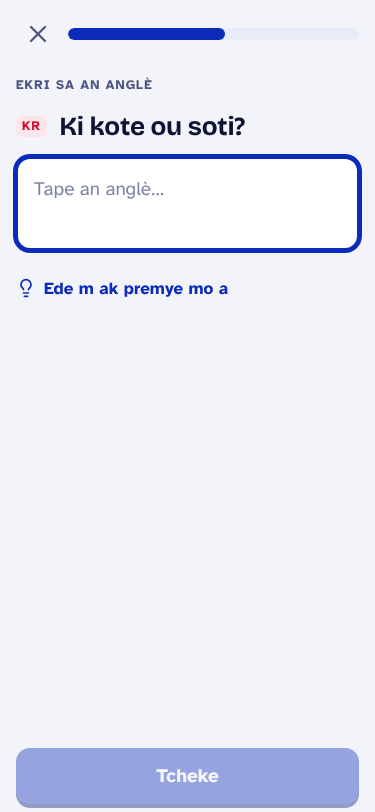 EKRI SA AN ANGLÈ
KR Ki kote ou soti?
Tape an anglè...
Ede m ak premye mo a
Tcheke